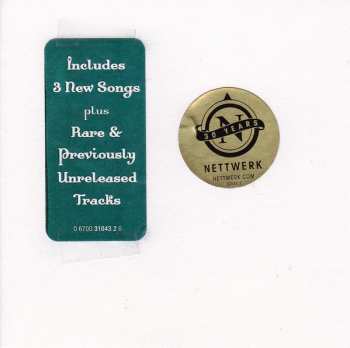 Includes
3 New Songs
plus
Rare &
Previously
Unreleased
Tracks
0 6700 31043 2 6
N
30 YEARS
NETTWERK
NETTWERK.COM